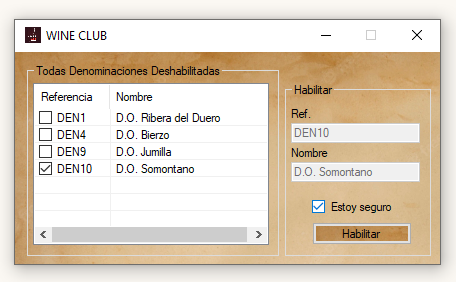 WINE CLUB
Todas Denominaciones Deshabilitadas
Referencia Nombre
DEN1 D.O. Ribera del Duero
DEN4 D.O. Bierzo
DEN9 D.O. Jumilla
DEN10 D.O. Somontano
Habilitar
Ref.
DEN10
Nombre
D.O. Somontano
Estoy seguro
Habilitar